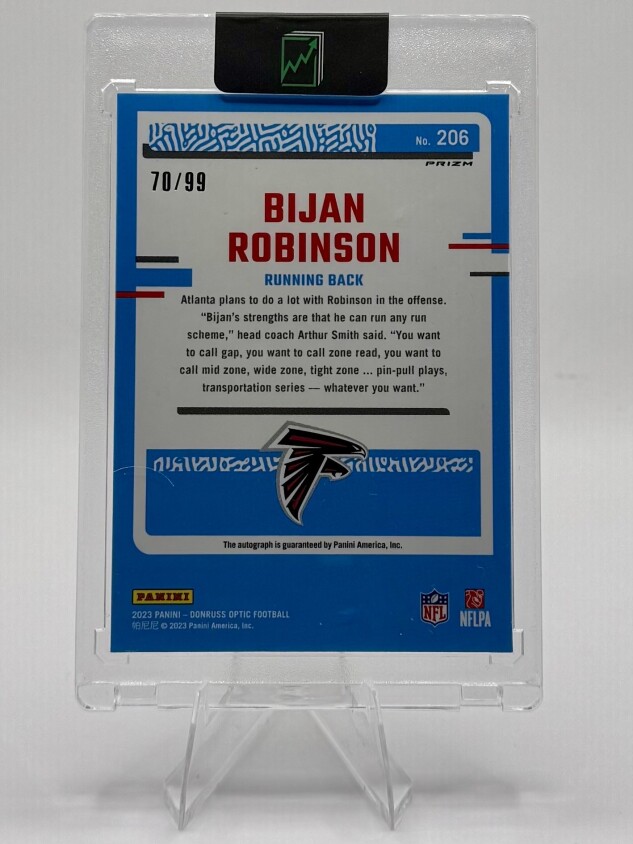 No. 206
PRIZM
70/99
BIJAN
ROBINSON
RUNNING BACK
Atlanta plans to do a lot with Robinson in the offense.
“Bijan’s strengths are that he can run any run
scheme,” head coach Arthur Smith said. “You want
to call gap, you want to call zone read, you want to
call mid zone, wide zone, tight zone ... pin-pull plays,
transportation series — whatever you want.”
The autograph is guaranteed by Panini America, Inc.
PANINI
2023 PANINI – DONRUSS OPTIC FOOTBALL
帕尼尼 © 2023 Panini America, Inc.
NFL
NFLPA